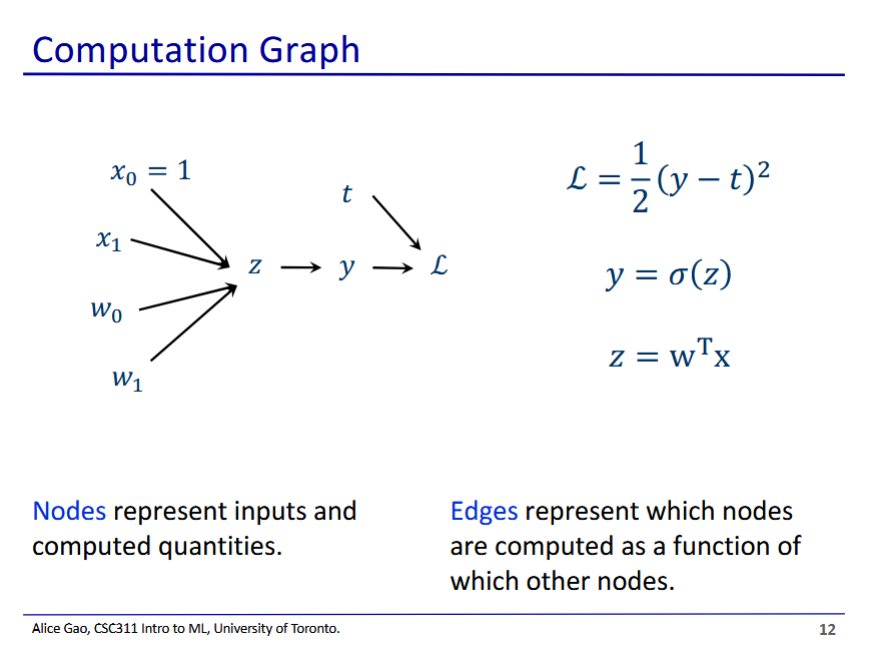 Computation Graph
x₀ = 1
x₁
w₀
w₁
z
y
t
ℒ
ℒ = 1/2 (y − t)²
y = σ(z)
z = wᵀx
Nodes represent inputs and
computed quantities.
Edges represent which nodes
are computed as a function of
which other nodes.
Alice Gao, CSC311 Intro to ML, University of Toronto.
12